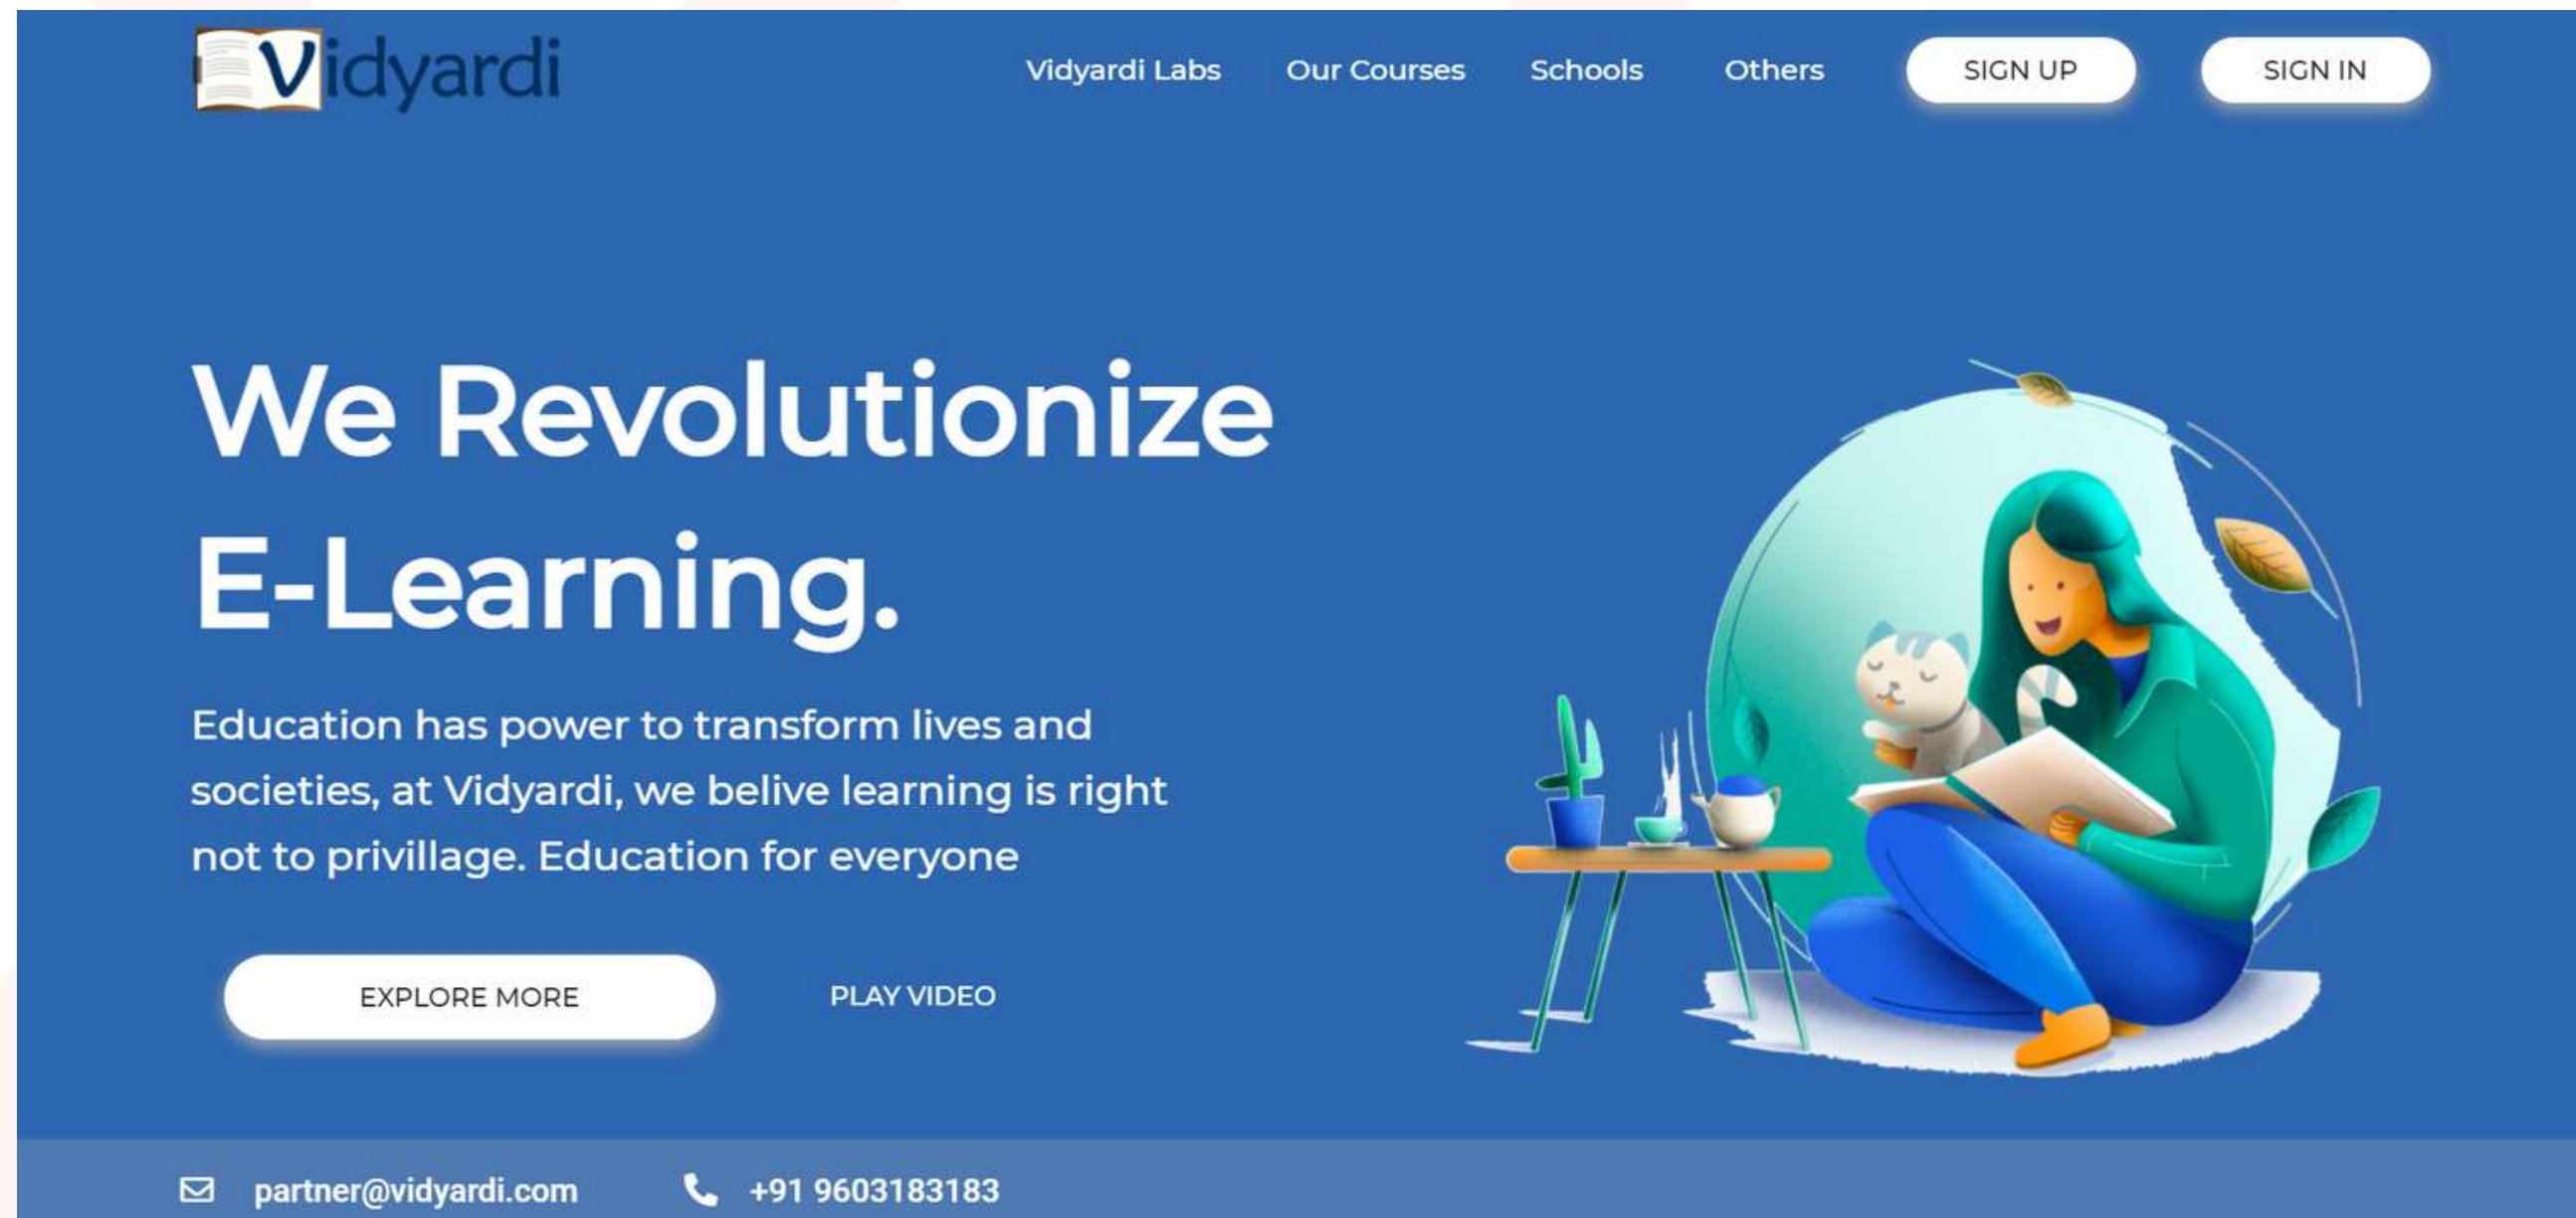 Vidyardi
Vidyardi Labs
Our Courses
Schools
Others
SIGN UP
SIGN IN
We Revolutionize
E-Learning.
Education has power to transform lives and
societies, at Vidyardi, we belive learning is right
not to privillage. Education for everyone
EXPLORE MORE
PLAY VIDEO
partner@vidyardi.com
+91 9603183183